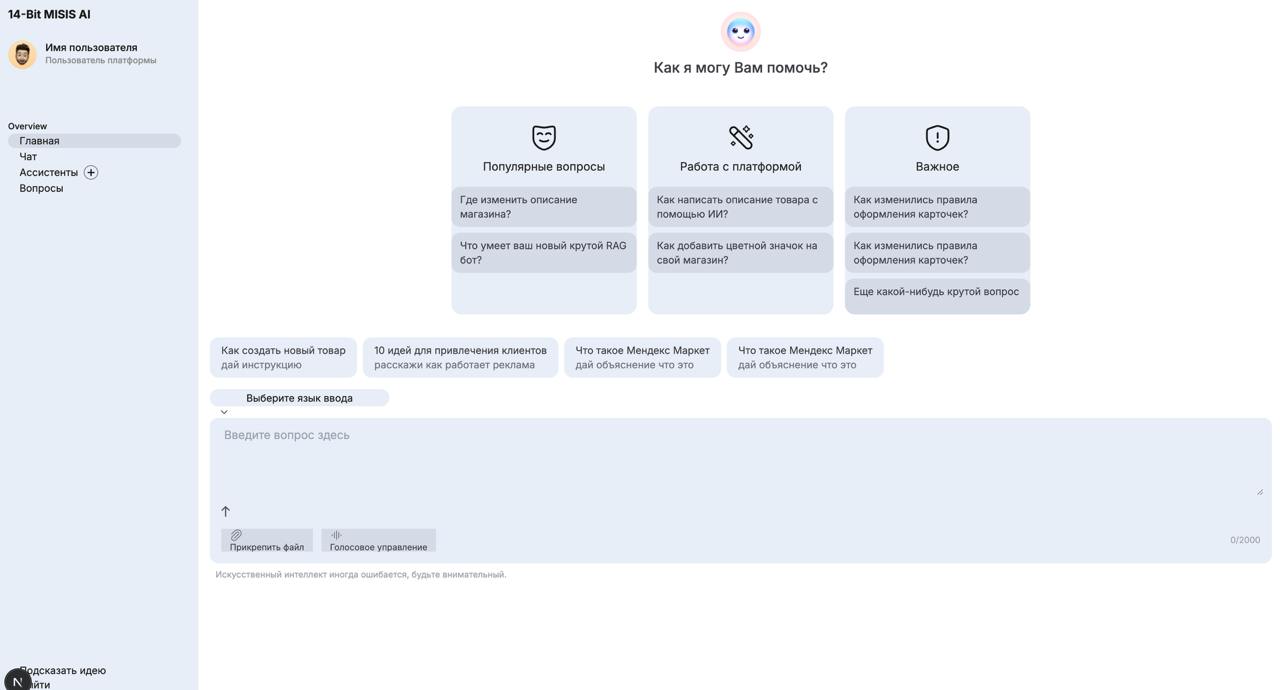 14-Bit MISIS AI
Имя пользователя
Пользователь платформы
Overview
Главная
Чат
Ассистенты
Вопросы
Подсказать идею
Как я могу Вам помочь?
Популярные вопросы
Где изменить описание
магазина?
Что умеет ваш новый крутой RAG
бот?
Работа с платформой
Как написать описание товара с
помощью ИИ?
Как добавить цветной значок на
свой магазин?
Важное
Как изменились правила
оформления карточек?
Как изменились правила
оформления карточек?
Еще какой-нибудь крутой вопрос
Как создать новый товар
дай инструкцию
10 идей для привлечения клиентов
расскажи как работает реклама
Что такое Мендекс Маркет
дай объяснение что это
Что такое Мендекс Маркет
дай объяснение что это
Выберите язык ввода
Введите вопрос здесь
Прикрепить файл
Голосовое управление
0/2000
Искусственный интеллект иногда ошибается, будьте внимательный.
N